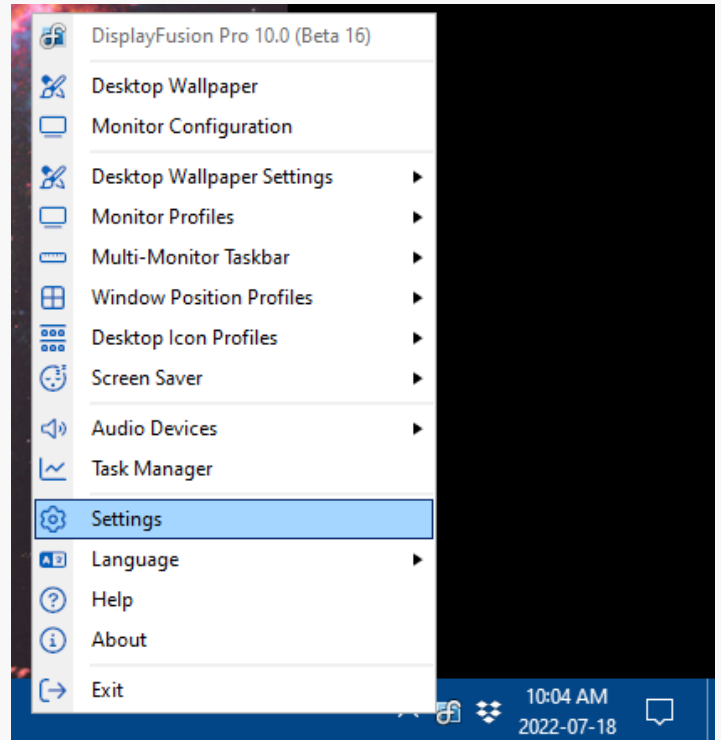 DisplayFusion Pro 10.0 (Beta 16)
Desktop Wallpaper
Monitor Configuration
Desktop Wallpaper Settings
Monitor Profiles
Multi-Monitor Taskbar
Window Position Profiles
Desktop Icon Profiles
Screen Saver
Audio Devices
Task Manager
Settings
Language
Help
About
Exit
10:04 AM
2022-07-18